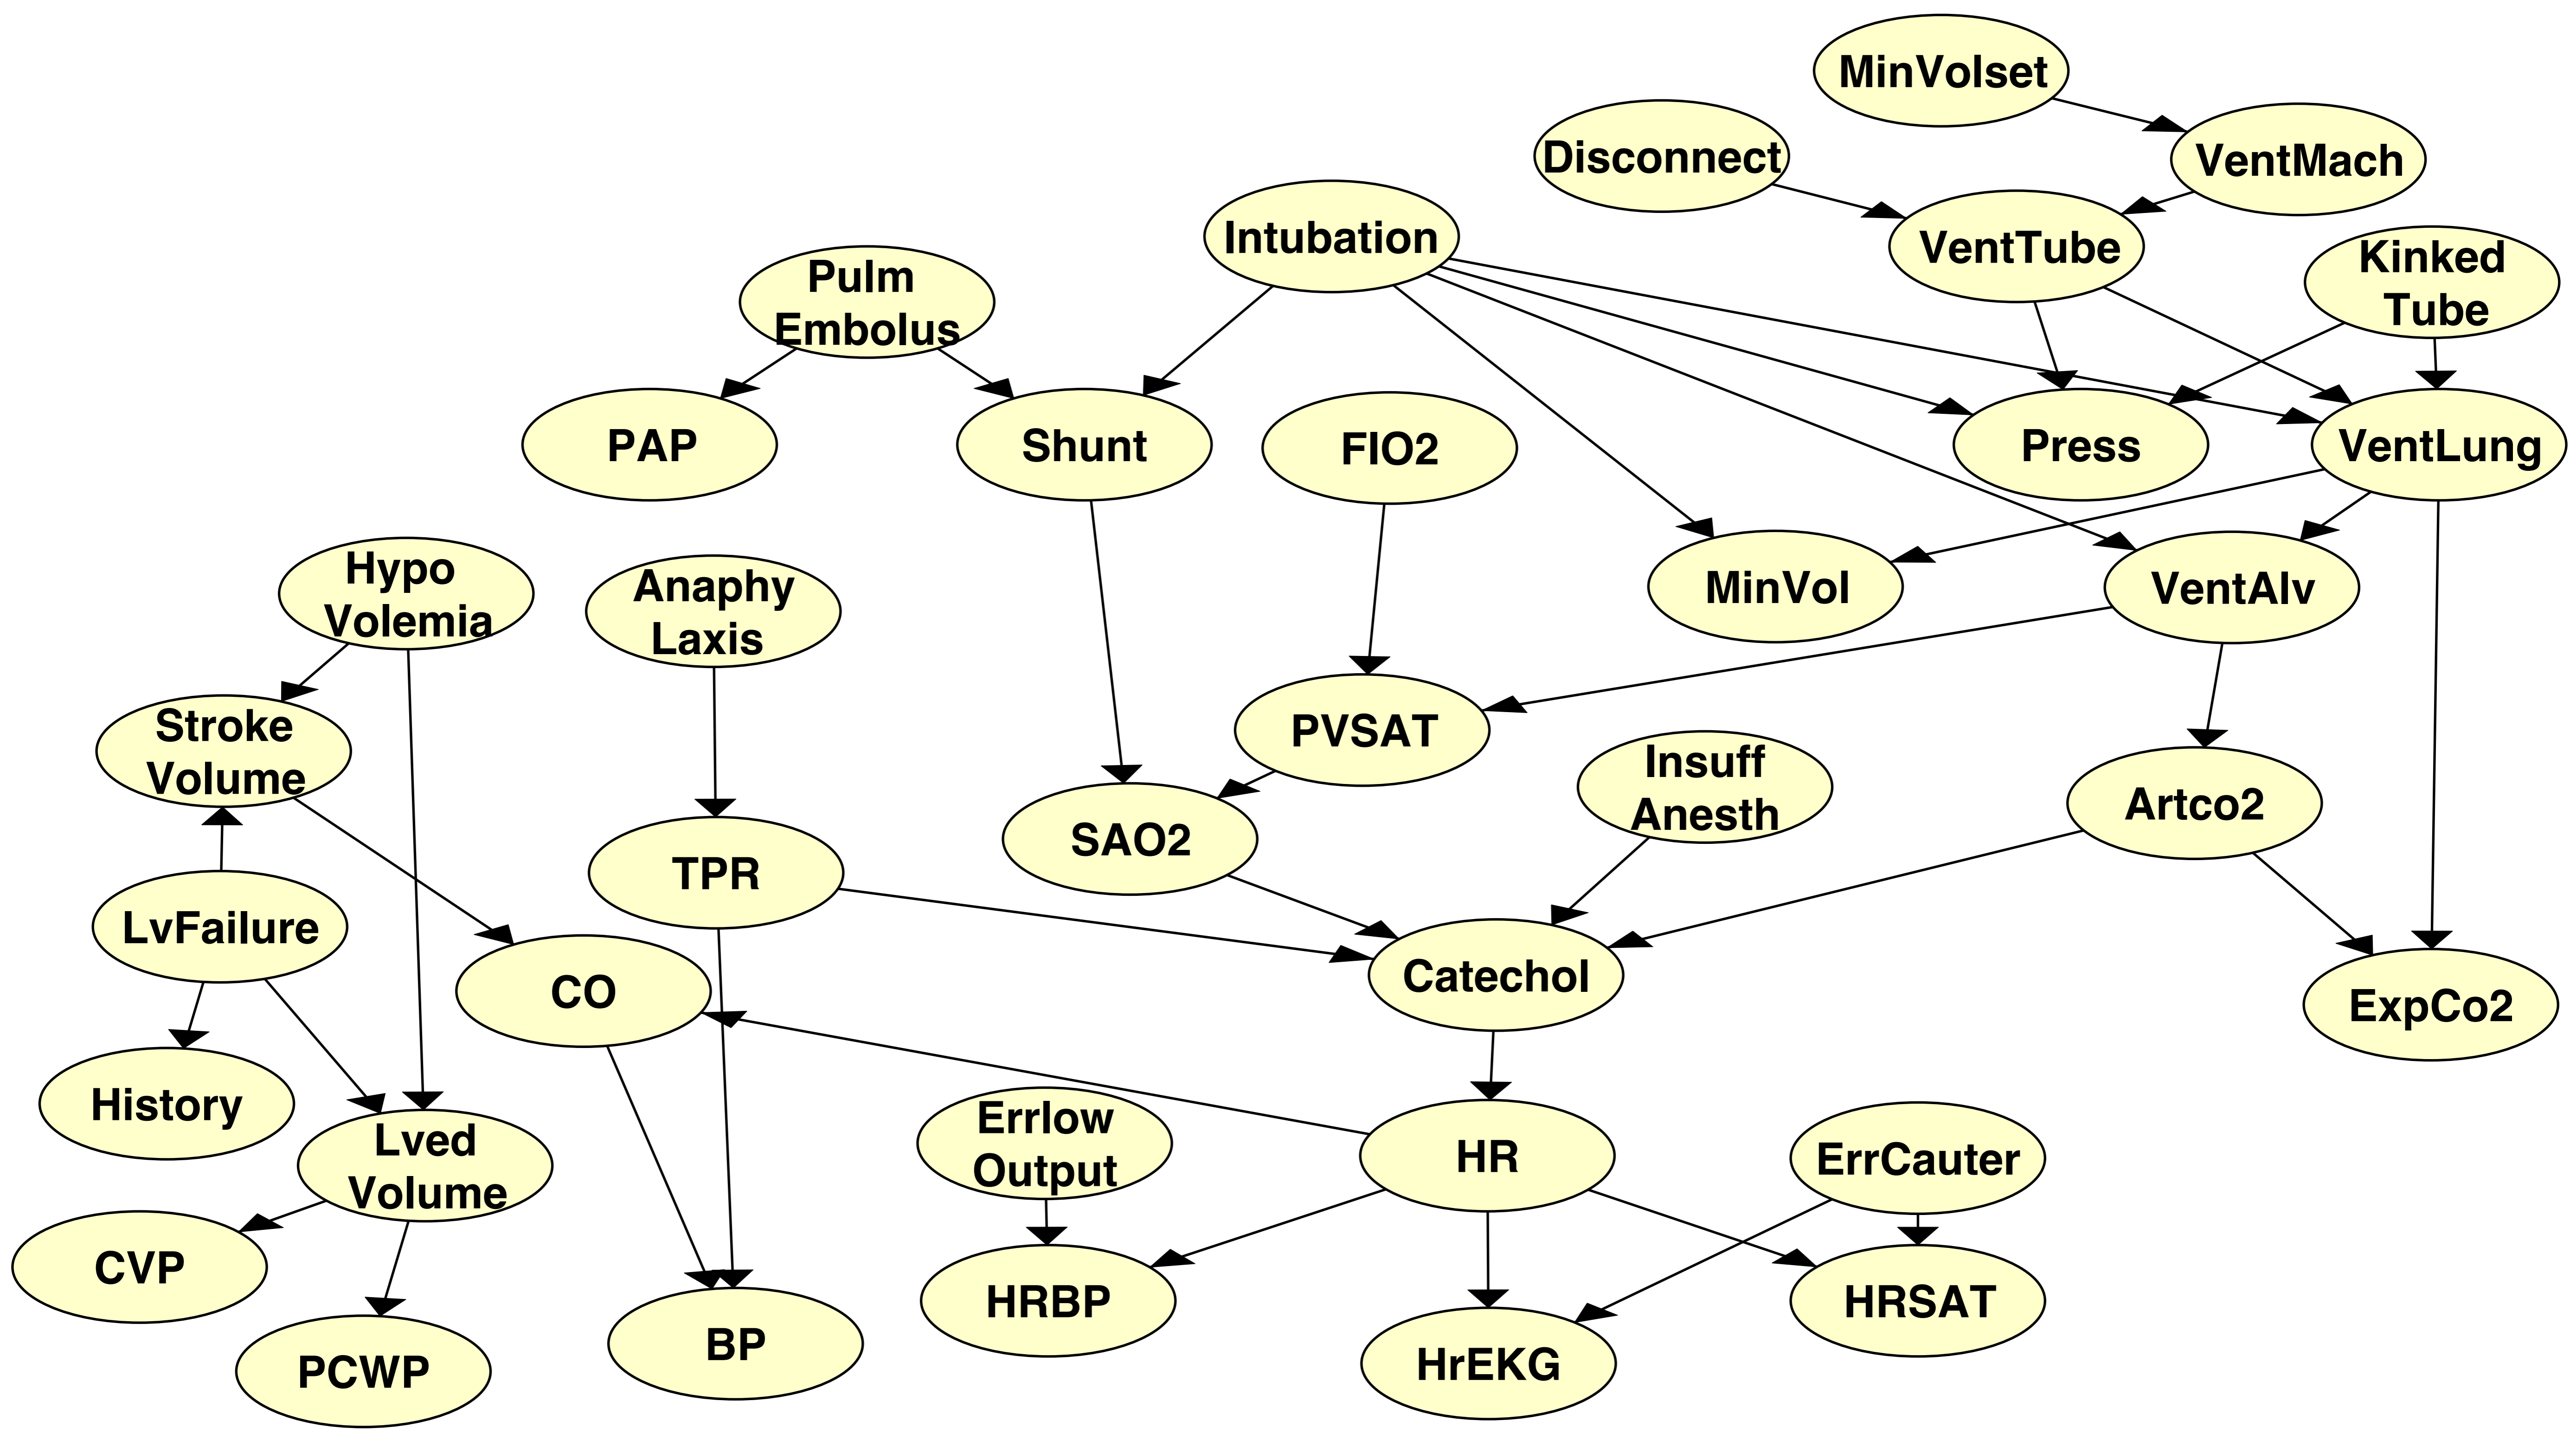 MinVolset
Disconnect
VentMach
Intubation
VentTube
Kinked
Tube
Pulm
Embolus
PAP
Shunt
FIO2
Press
VentLung
Hypo
Volemia
Anaphy
Laxis
MinVol
VentAlv
Stroke
Volume
PVSAT
Insuff
Anesth
Artco2
SAO2
TPR
LvFailure
CO
Catechol
ExpCo2
History
Errlow
Output
HR
ErrCauter
Lved
Volume
CVP
HRBP
HRSAT
PCWP
BP
HrEKG